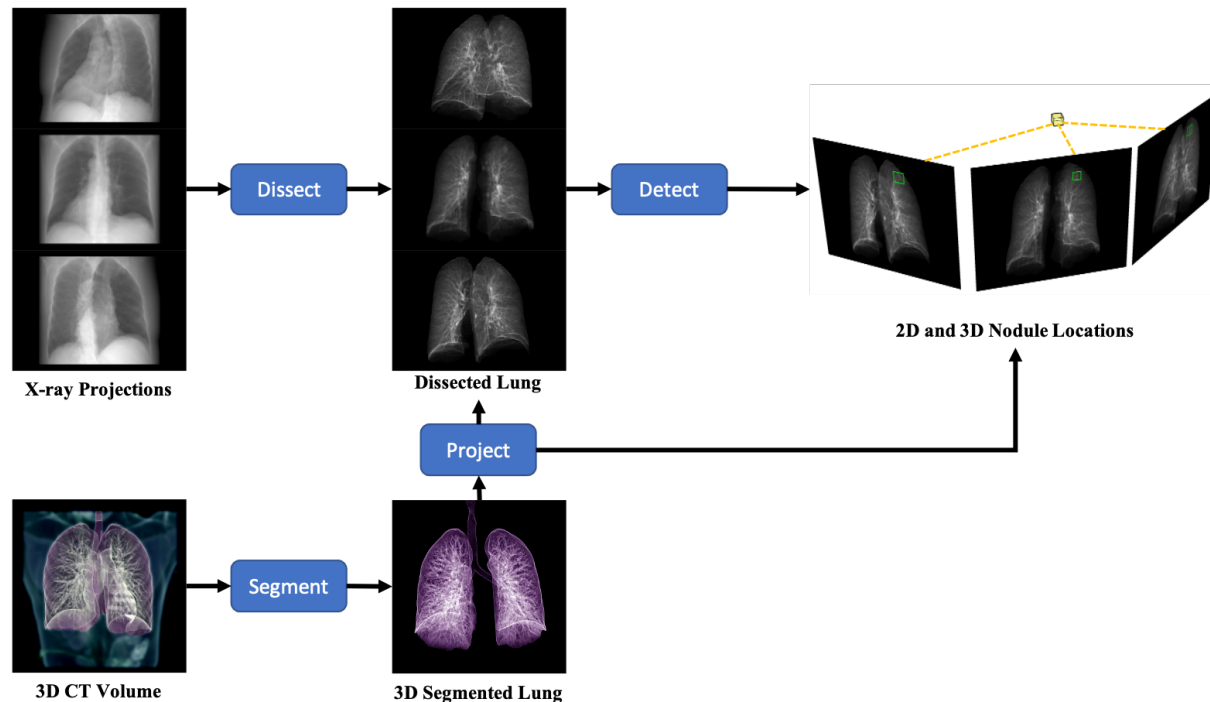 Dissect
Detect
X-ray Projections
Dissected Lung
2D and 3D Nodule Locations
Project
Segment
3D CT Volume
3D Segmented Lung